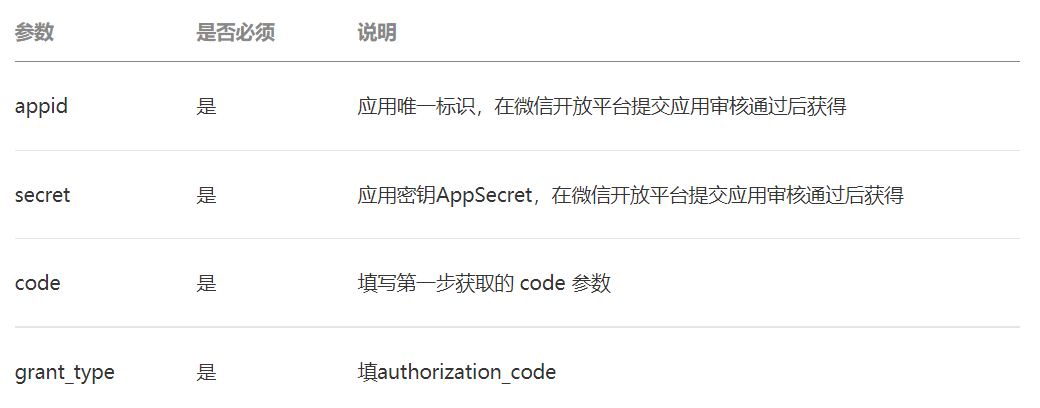 参数 是否必须 说明
appid 是 应用唯一标识，在微信开放平台提交应用审核通过后获得
secret 是 应用密钥AppSecret，在微信开放平台提交应用审核通过后获得
code 是 填写第一步获取的 code 参数
grant_type 是 填authorization_code